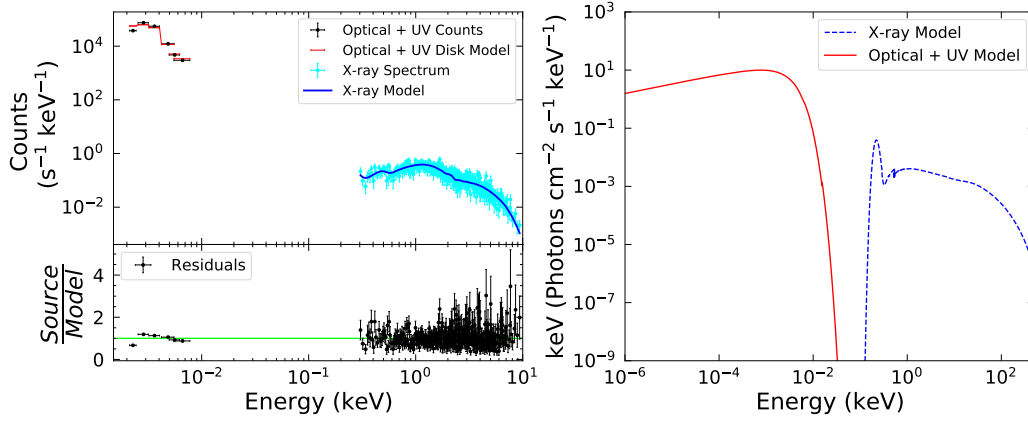 10⁴
10²
10⁰
10⁻²
Counts
(s⁻¹ keV⁻¹)
Optical + UV Counts
Optical + UV Disk Model
X-ray Spectrum
X-ray Model
4
2
0
Source
Model
Residuals
10⁻² 10⁻¹ 10⁰ 10¹
Energy (keV)
10³
10¹
10⁻¹
10⁻³
10⁻⁵
10⁻⁷
10⁻⁹
keV (Photons cm⁻² s⁻¹ keV⁻¹)
X-ray Model
Optical + UV Model
10⁻⁶ 10⁻⁴ 10⁻² 10⁰ 10²
Energy (keV)